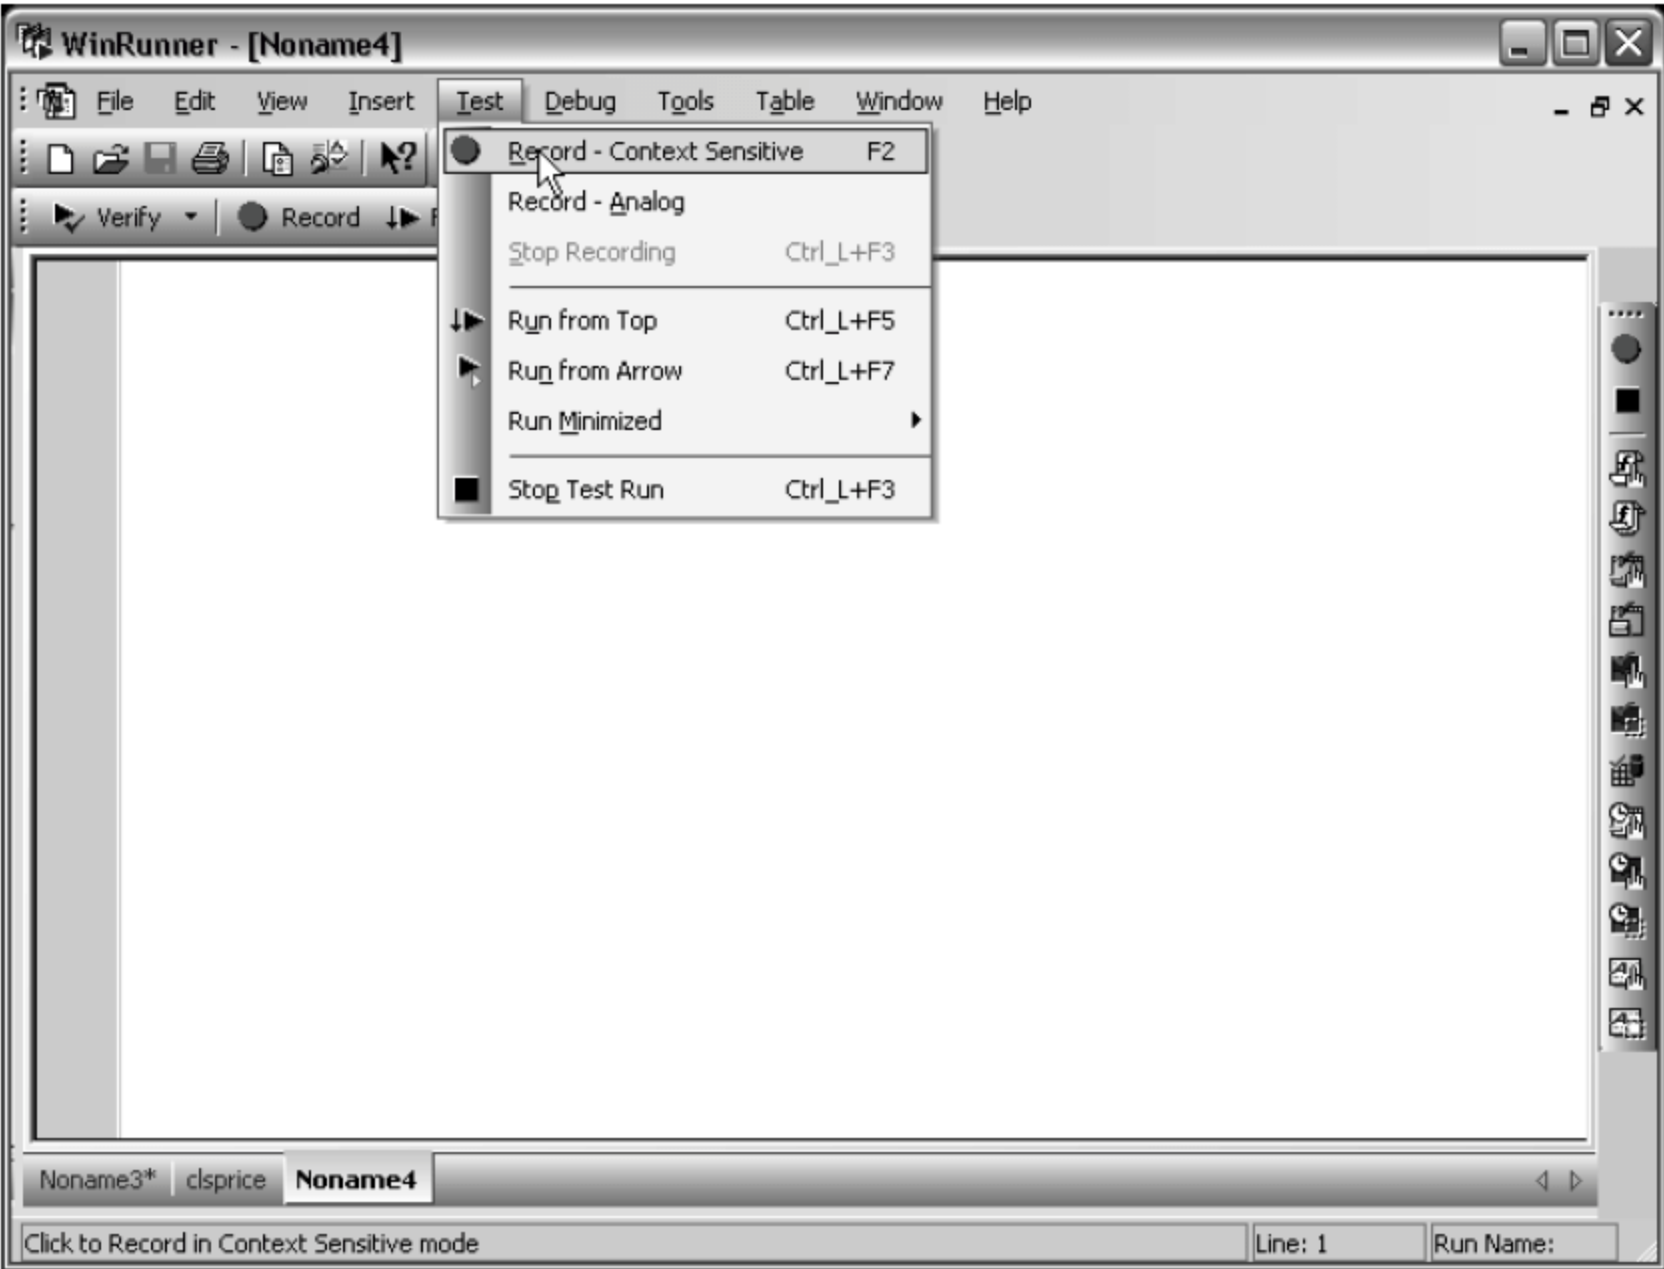 WinRunner - [Noname4]
File Edit View Insert Test Debug Tools Table Window Help
Record - Context Sensitive F2
Record - Analog
Verify Record
Stop Recording Ctrl_L+F3
Run from Top Ctrl_L+F5
Run from Arrow Ctrl_L+F7
Run Minimized
Stop Test Run Ctrl_L+F3
Noname3* clsprice Noname4
Click to Record in Context Sensitive mode Line: 1 Run Name: